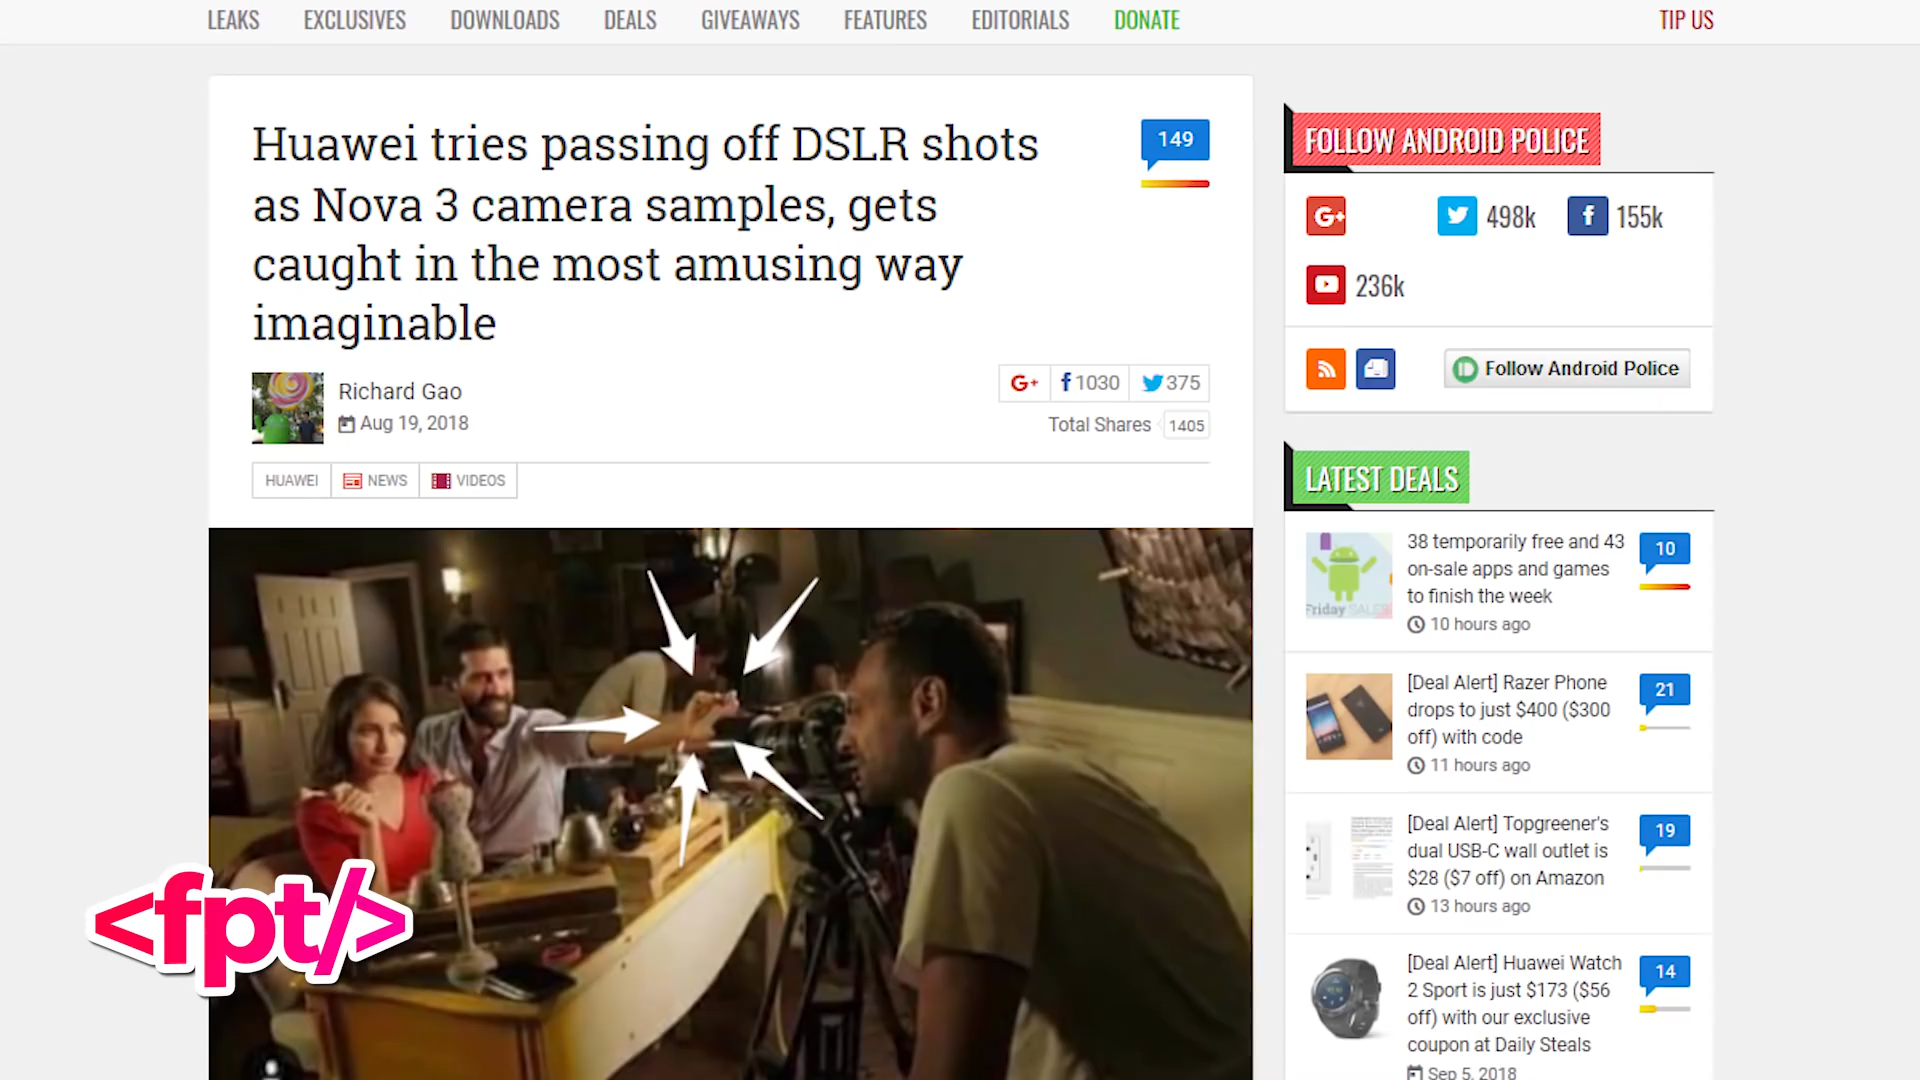 LEAKS EXCLUSIVES DOWNLOADS DEALS GIVEAWAYS FEATURES EDITORIALS DONATE TIP US
Huawei tries passing off DSLR shots
as Nova 3 camera samples, gets
caught in the most amusing way
imaginable
149
Richard Gao
Aug 19, 2018
G+ f 1030 375
Total Shares 1405
HUAWEI NEWS VIDEOS
<fpt/>
FOLLOW ANDROID POLICE
G+ 498k f 155k
236k
Follow Android Police
LATEST DEALS
Friday SALES
38 temporarily free and 43
on-sale apps and games
to finish the week
10 hours ago
10
[Deal Alert] Razer Phone
drops to just $400 ($300
off) with code
11 hours ago
21
[Deal Alert] Topgreener's
dual USB-C wall outlet is
$28 ($7 off) on Amazon
13 hours ago
19
[Deal Alert] Huawei Watch
2 Sport is just $173 ($56
off) with our exclusive
coupon at Daily Steals
Sep 5, 2018
14